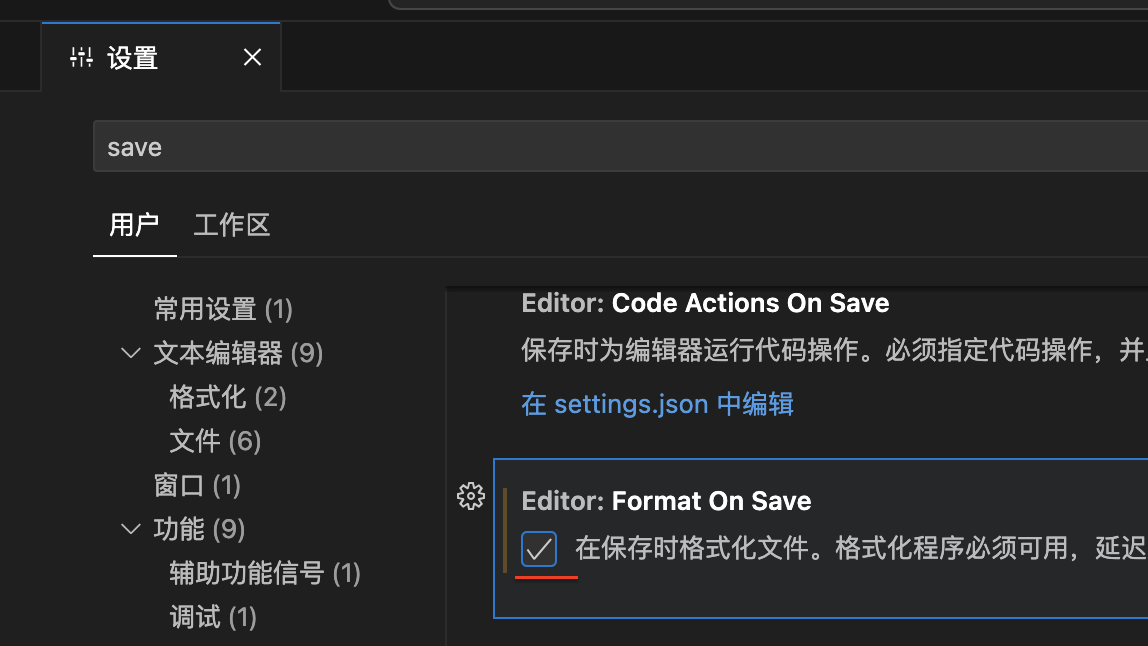 设置
save
用户 工作区
常用设置 (1)
文本编辑器 (9)
格式化 (2)
文件 (6)
窗口 (1)
功能 (9)
辅助功能信号 (1)
调试 (1)
Editor: Code Actions On Save
保存时为编辑器运行代码操作。必须指定代码操作，并
在 settings.json 中编辑
Editor: Format On Save
在保存时格式化文件。格式化程序必须可用，延迟